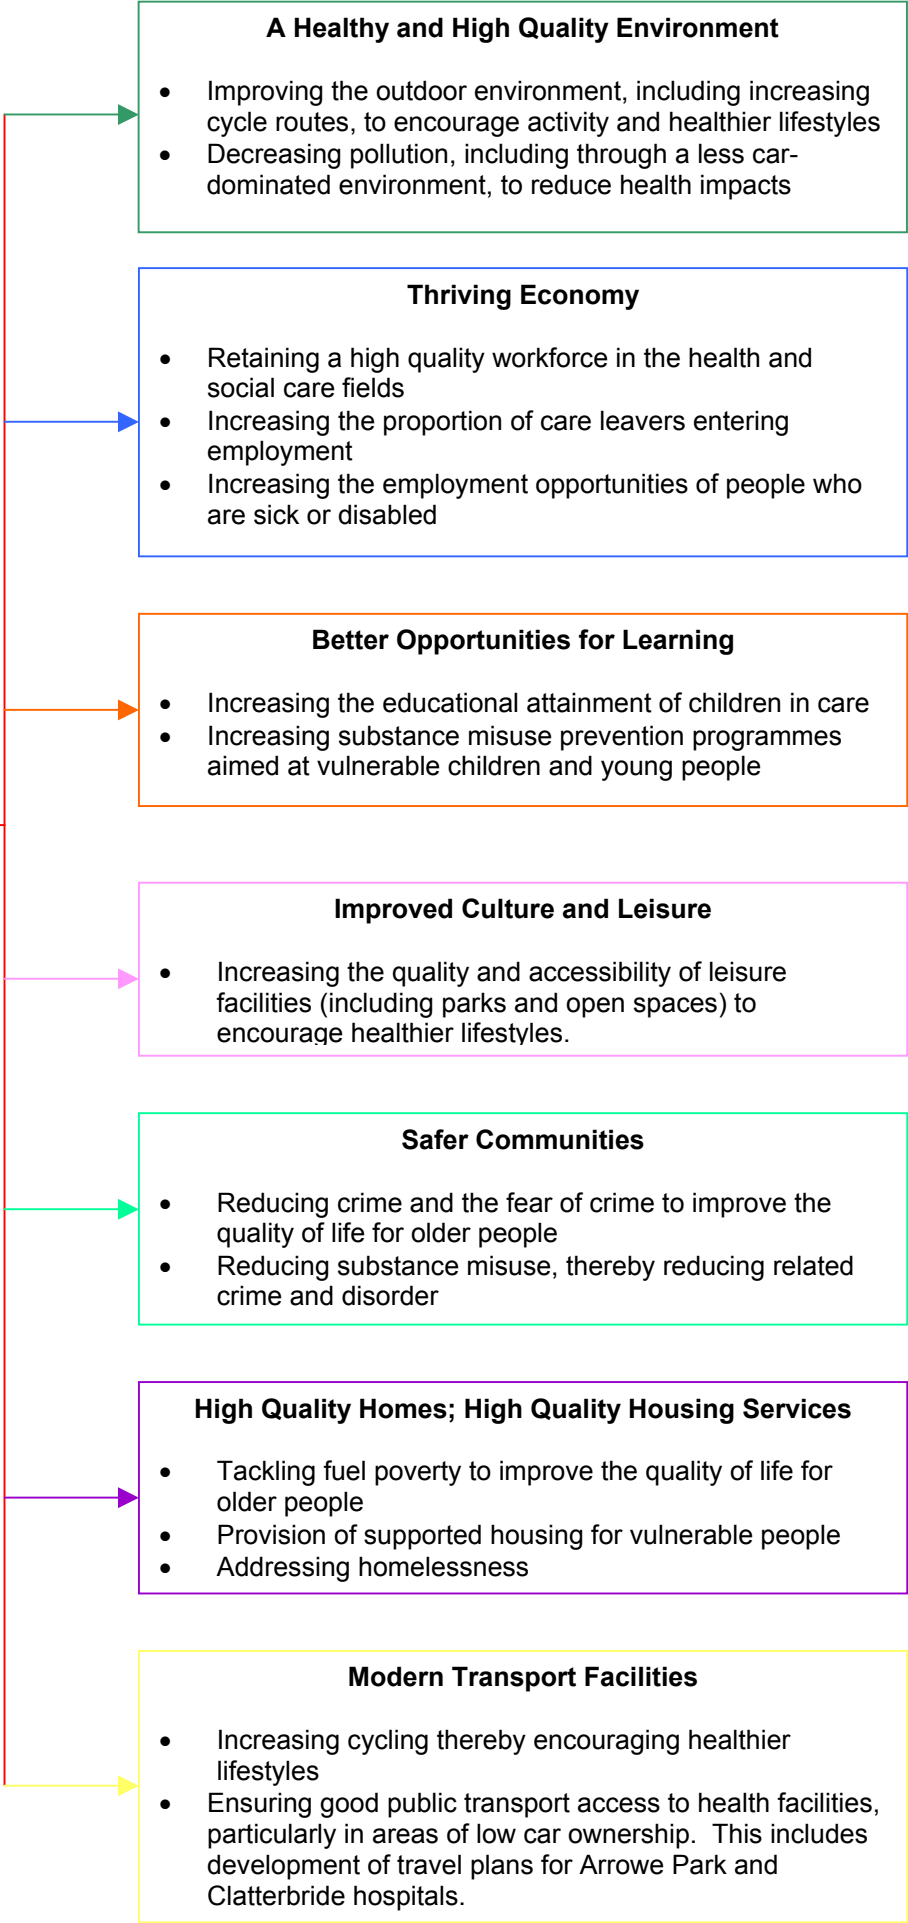 A Healthy and High Quality Environment
• Improving the outdoor environment, including increasing
cycle routes, to encourage activity and healthier lifestyles
• Decreasing pollution, including through a less car-
dominated environment, to reduce health impacts
Thriving Economy
• Retaining a high quality workforce in the health and
social care fields
• Increasing the proportion of care leavers entering
employment
• Increasing the employment opportunities of people who
are sick or disabled
Better Opportunities for Learning
• Increasing the educational attainment of children in care
• Increasing substance misuse prevention programmes
aimed at vulnerable children and young people
Improved Culture and Leisure
• Increasing the quality and accessibility of leisure
facilities (including parks and open spaces) to
encourage healthier lifestyles.
Safer Communities
• Reducing crime and the fear of crime to improve the
quality of life for older people
• Reducing substance misuse, thereby reducing related
crime and disorder
High Quality Homes; High Quality Housing Services
• Tackling fuel poverty to improve the quality of life for
older people
• Provision of supported housing for vulnerable people
• Addressing homelessness
Modern Transport Facilities
• Increasing cycling thereby encouraging healthier
lifestyles
• Ensuring good public transport access to health facilities,
particularly in areas of low car ownership. This includes
development of travel plans for Arrowe Park and
Clatterbride hospitals.